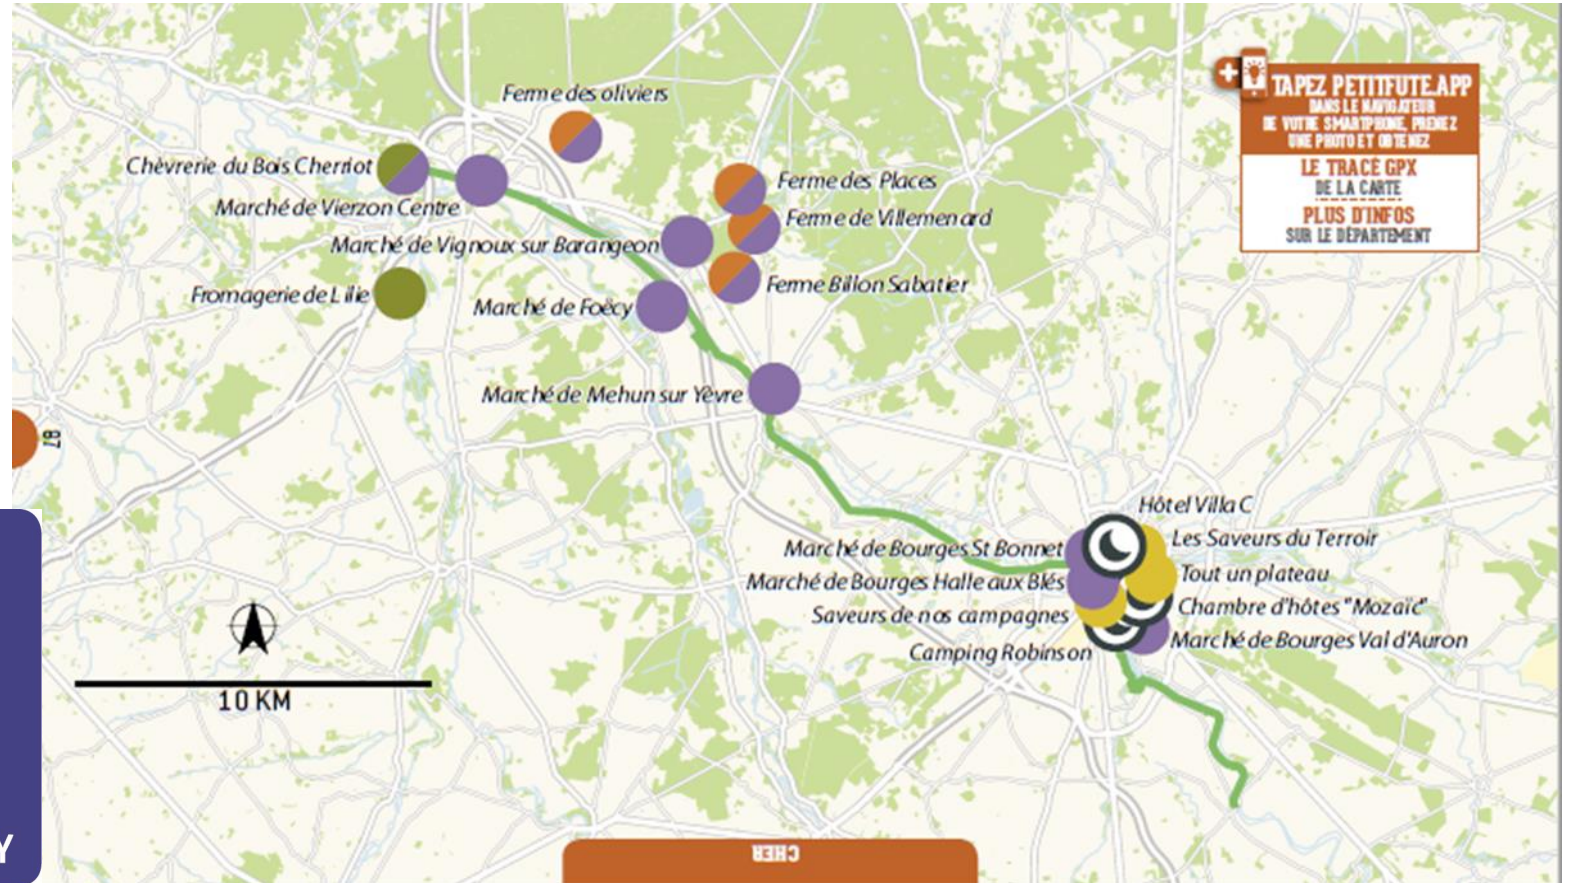 Ferme des oliviers
TAPEZ PETITFUTE.APP
DANS LE NAVIGATEUR
DE VOTRE SMARTPHONE, PRENEZ
UNE PHOTO ET OBTENEZ
LE TRACÉ GPX
DE LA CARTE
PLUS D'INFOS
SUR LE DÉPARTEMENT
Chèvrerie du Bois Cherriot
Ferme des Places
Marché de Vierzon Centre
Ferme de Villemenard
Marché de Vignoux sur Barangeon
Ferme Billon Sabatier
Fromagerie de Lilie
Marché de Foëcy
Marché de Mehun sur Yèvre
87
Hôtel Villa C
Les Saveurs du Terroir
Marché de Bourges St Bonnet
Tout un plateau
Marché de Bourges Halle aux Blés
Chambre d'hôtes "Mozaïc"
Saveurs de nos campagnes
Marché de Bourges Val d'Auron
Camping Robinson
10 KM
CHER
Y